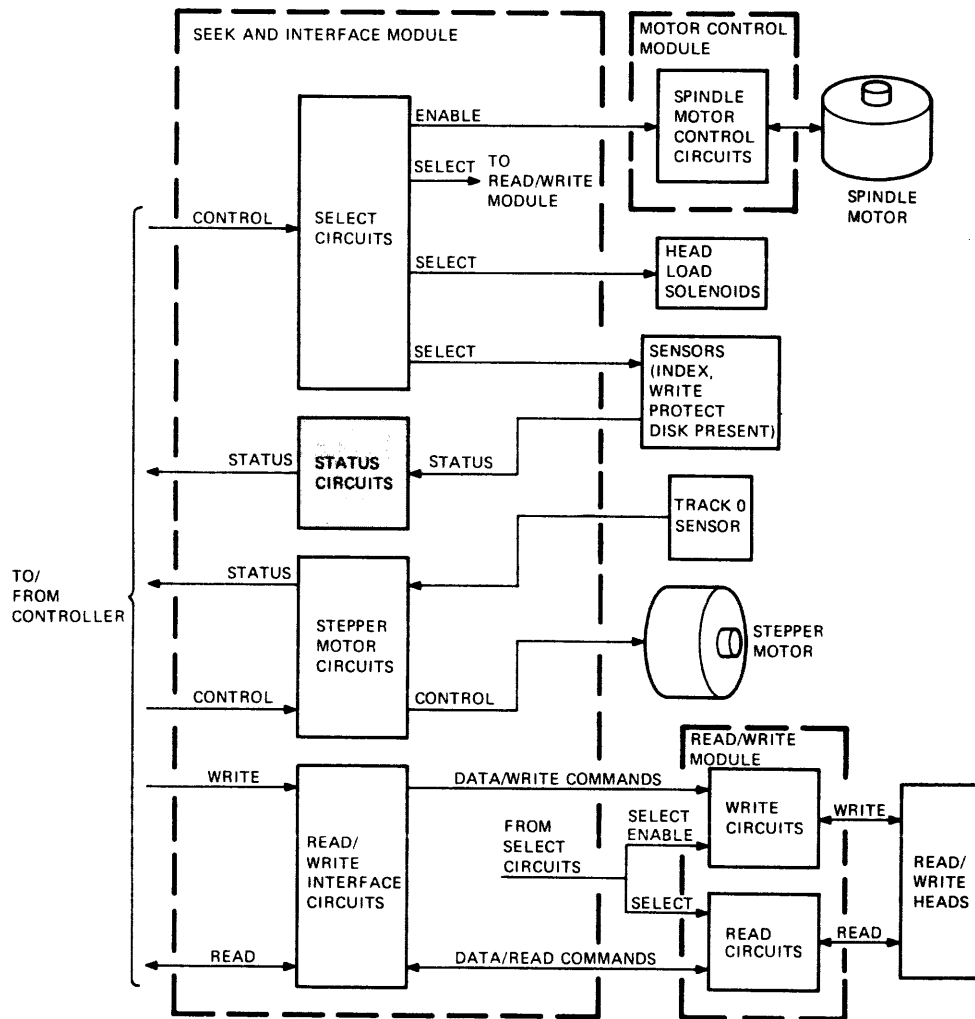 SEEK AND INTERFACE MODULE
MOTOR CONTROL
MODULE
SPINDLE
MOTOR
CONTROL
CIRCUITS
SPINDLE
MOTOR
ENABLE
SELECT
TO
READ/WRITE
MODULE
CONTROL
SELECT
CIRCUITS
SELECT
HEAD
LOAD
SOLENOIDS
SELECT
SENSORS
(INDEX,
WRITE
PROTECT
DISK PRESENT)
STATUS
STATUS
CIRCUITS
STATUS
TRACK 0
SENSOR
TO/
FROM
CONTROLLER
STATUS
STEPPER
MOTOR
CIRCUITS
STEPPER
MOTOR
CONTROL
CONTROL
READ/WRITE
MODULE
WRITE
DATA/WRITE COMMANDS
WRITE
CIRCUITS
WRITE
READ/
WRITE
INTERFACE
CIRCUITS
FROM
SELECT
CIRCUITS
SELECT
ENABLE
READ/
WRITE
HEADS
SELECT
READ
CIRCUITS
READ
READ
DATA/READ COMMANDS